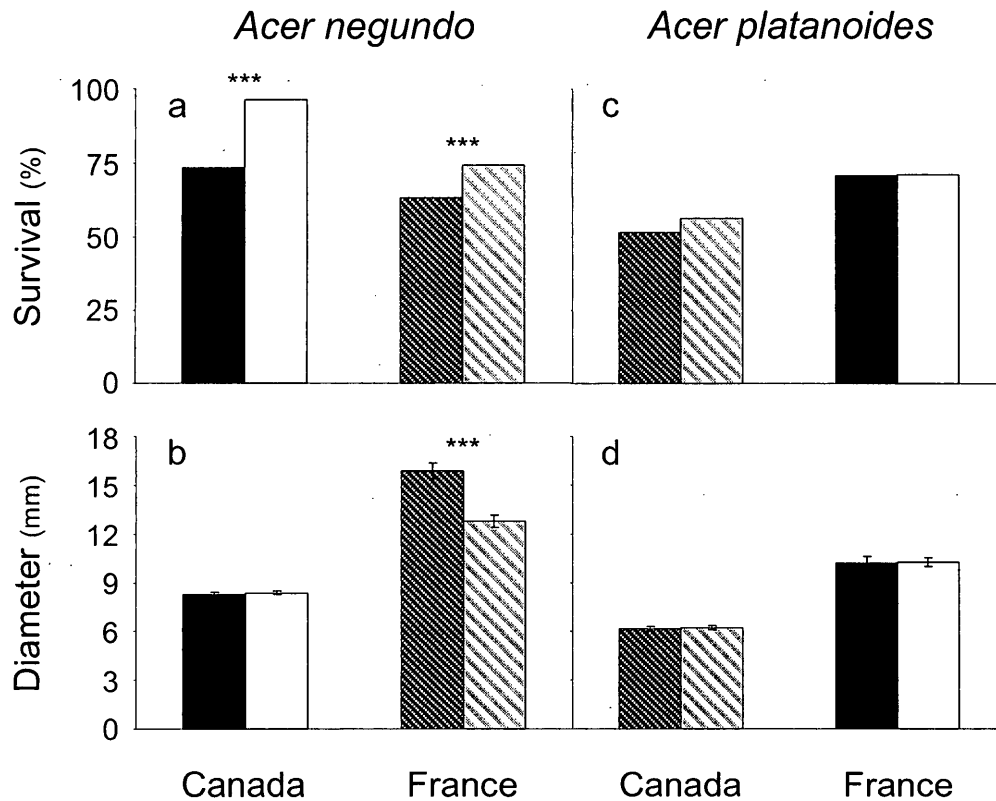 Acer negundo
Acer platanoides
Survival (%)
100
75
50
25
0
a
***
***
c
Diameter (mm)
18
15
12
9
6
3
0
b
***
d
Canada
France
Canada
France